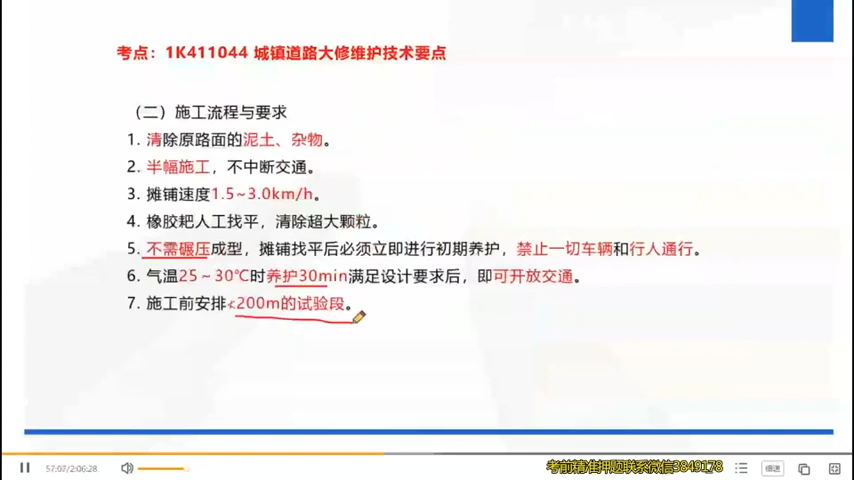 考点：1K411044 城镇道路大修维护技术要点
（二）施工流程与要求
1. 清除原路面的泥土、杂物。
2. 半幅施工，不中断交通。
3. 摊铺速度1.5~3.0km/h。
4. 橡胶耙人工找平，清除超大颗粒。
5. 不需碾压成型，摊铺找平后必须立即进行初期养护，禁止一切车辆和行人通行。
6. 气温25～30℃时养护30min满足设计要求后，即可开放交通。
7. 施工前安排<200m的试验段。
57:07/2:06:28
考前精准押题联系微信3849178
倍速